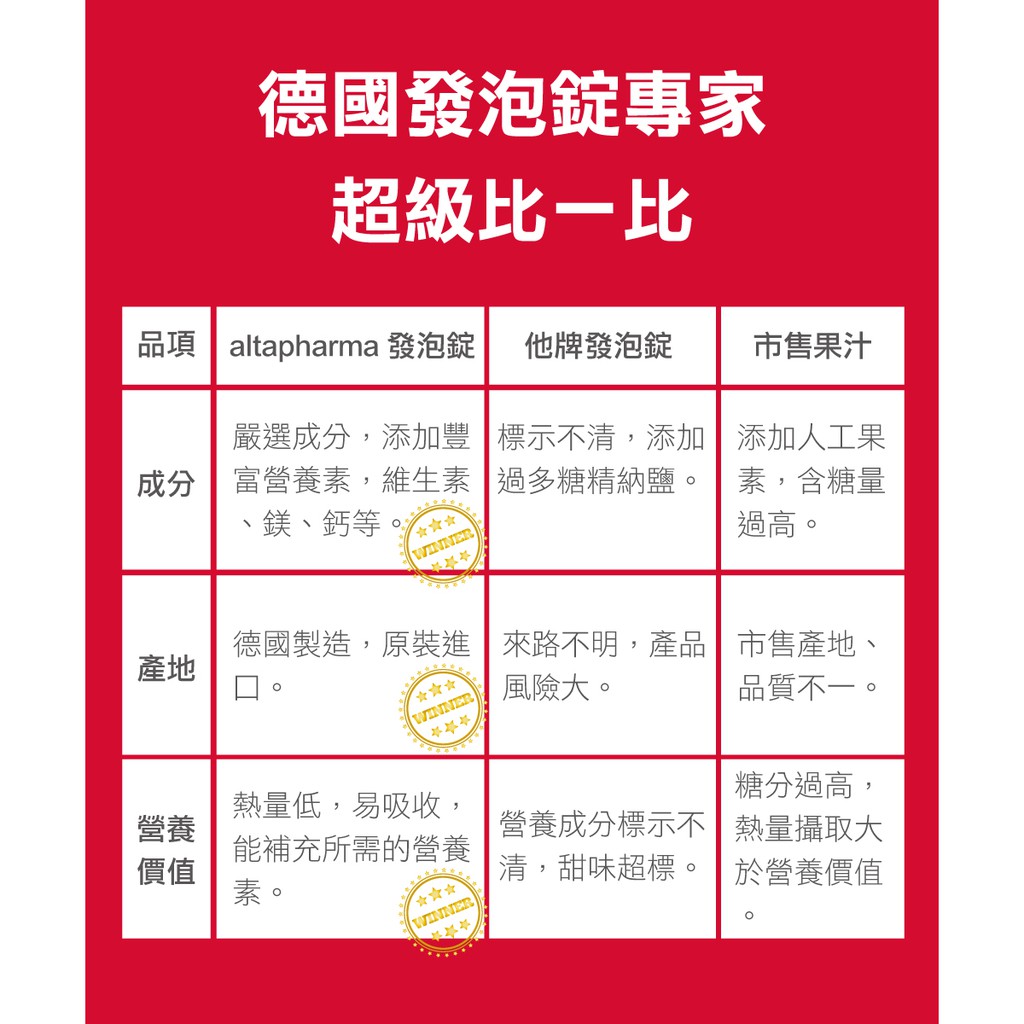 德國發泡錠專家
超級比一比
品項
altapharma 發泡錠
他牌發泡錠
市售果汁
成分
嚴選成分，添加豐
富營養素，維生素
、鎂、鈣等。
WINNER
標示不清，添加
過多糖精納鹽。
添加人工果
素，含糖量
過高。
產地
德國製造，原裝進
口。
WINNER
來路不明，產品
風險大。
市售產地、
品質不一。
營養
價值
熱量低，易吸收，
能補充所需的營養
素。
WINNER
營養成分標示不
清，甜味超標。
糖分過高，
熱量攝取大
於營養價值
。